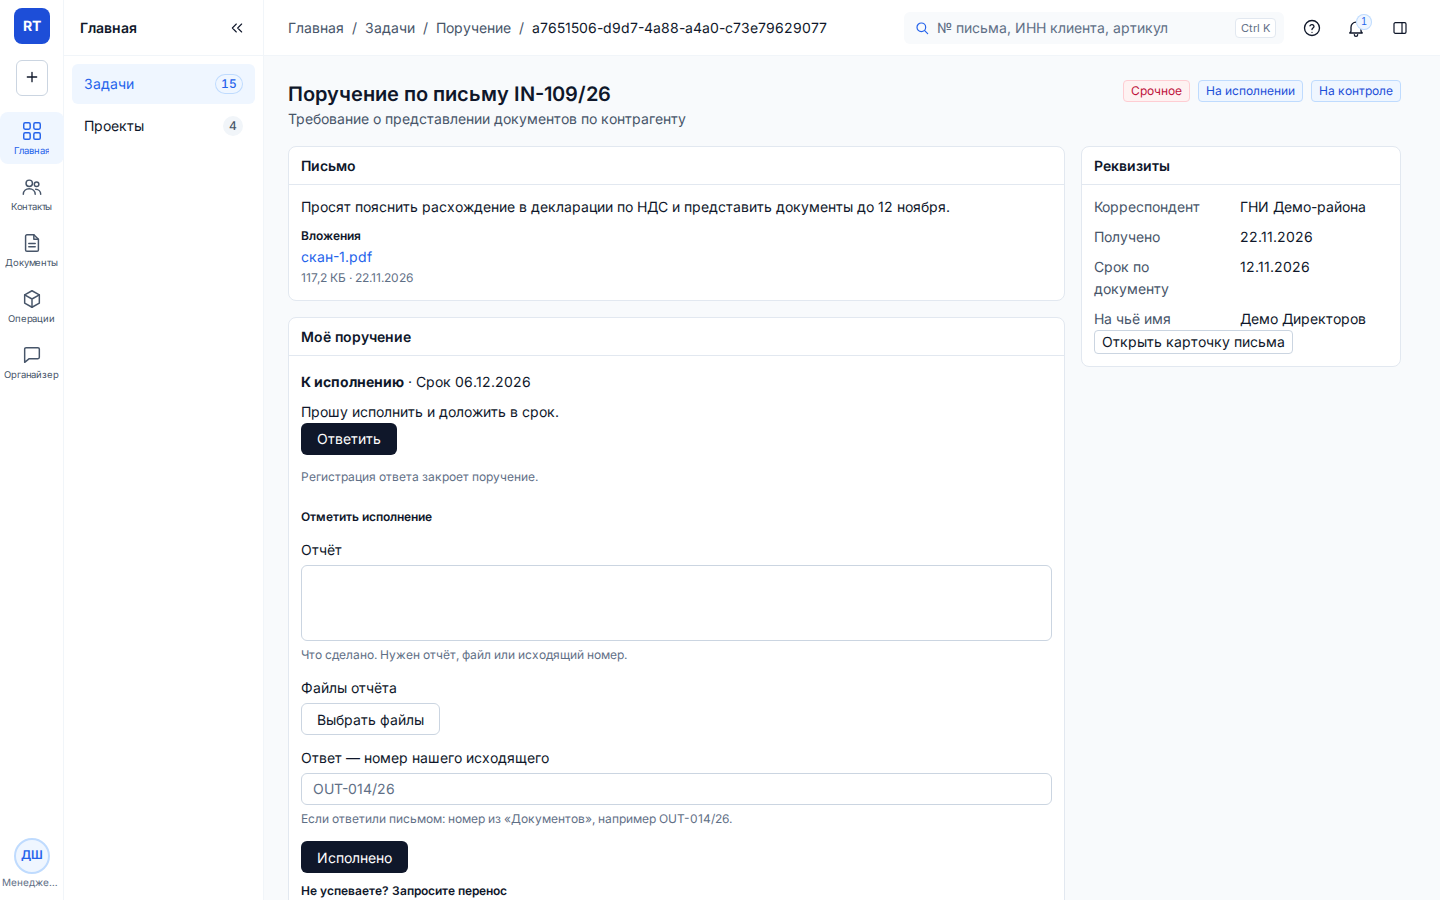 RT
Главная
Главная / Задачи / Поручение / a7651506-d9d7-4a88-a4a0-c73e79629077
№ письма, ИНН клиента, артикул
Ctrl K
1
Главная
Контакты
Документы
Операции
Органайзер
ДШ
Менедже...
Задачи
15
Проекты
4
Поручение по письму IN-109/26
Требование о представлении документов по контрагенту
Срочное
На исполнении
На контроле
Письмо
Просят пояснить расхождение в декларации по НДС и представить документы до 12 ноября.
Вложения
скан-1.pdf
117,2 КБ · 22.11.2026
Моё поручение
К исполнению · Срок 06.12.2026
Прошу исполнить и доложить в срок.
Ответить
Регистрация ответа закроет поручение.
Отметить исполнение
Отчёт
Что сделано. Нужен отчёт, файл или исходящий номер.
Файлы отчёта
Выбрать файлы
Ответ — номер нашего исходящего
OUT-014/26
Если ответили письмом: номер из «Документов», например OUT-014/26.
Исполнено
Не успеваете? Запросите перенос
Реквизиты
Корреспондент
ГНИ Демо-района
Получено
22.11.2026
Срок по
документу
12.11.2026
На чьё имя
Демо Директоров
Открыть карточку письма